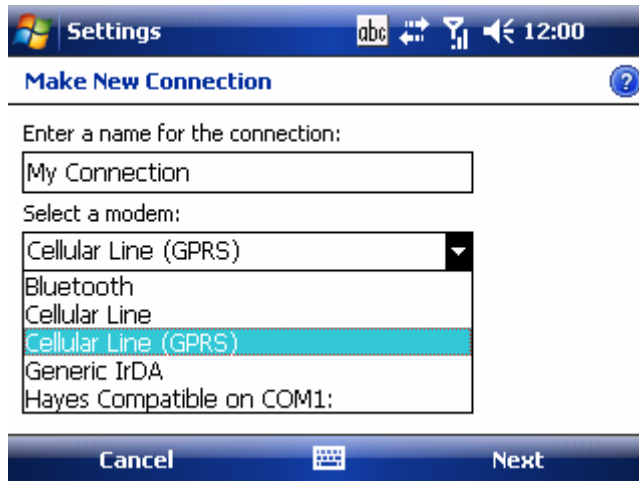 Settings abc 12:00
Make New Connection ?
Enter a name for the connection:
My Connection
Select a modem:
Cellular Line (GPRS)
Bluetooth
Cellular Line
Cellular Line (GPRS)
Generic IrDA
Hayes Compatible on COM1:
Cancel Next